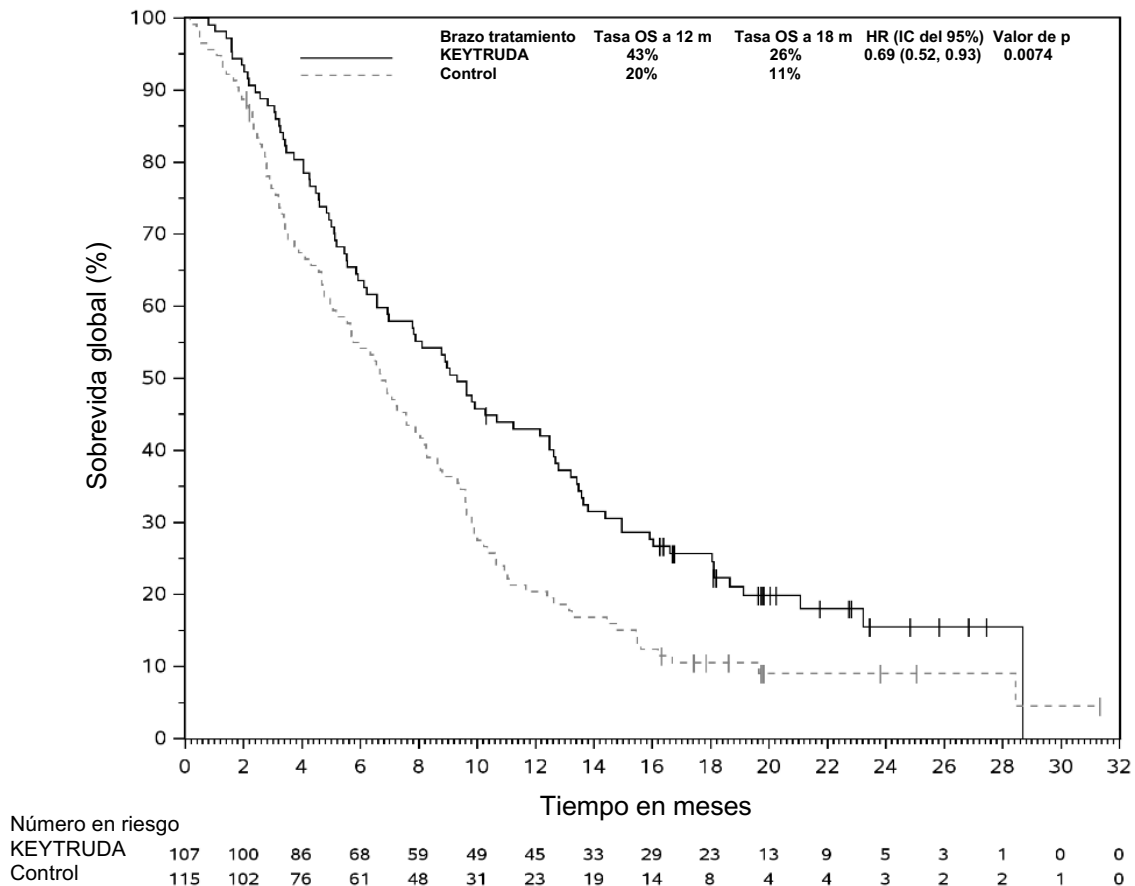 Brazo tratamiento Tasa OS a 12 m Tasa OS a 18 m HR (IC del 95%) Valor de p
KEYTRUDA 43% 26% 0.69 (0.52, 0.93) 0.0074
Control 20% 11%
Sobrevida global (%)
100
90
80
70
60
50
40
30
20
10
0
0 2 4 6 8 10 12 14 16 18 20 22 24 26 28 30 32
Tiempo en meses
Número en riesgo
KEYTRUDA 107 100 86 68 59 49 45 33 29 23 13 9 5 3 1 0 0
Control 115 102 76 61 48 31 23 19 14 8 4 4 3 2 2 1 0